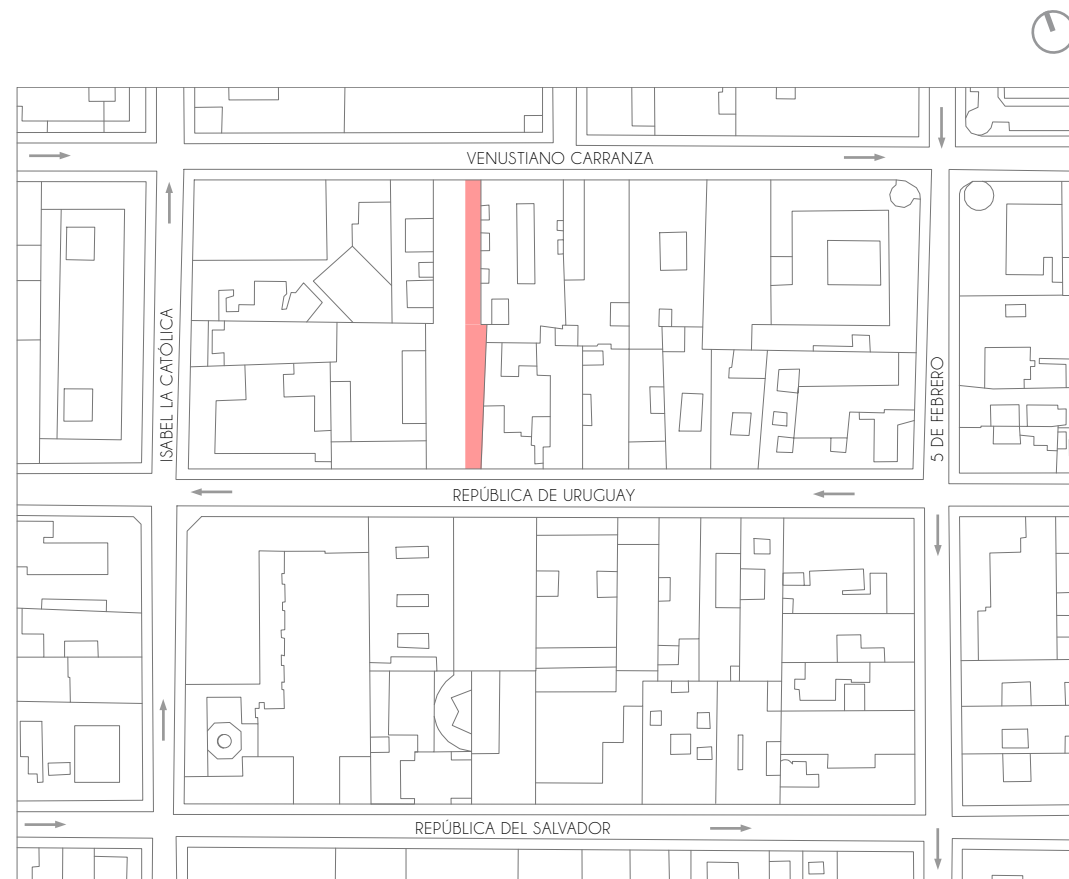 VENUSTIANO CARRANZA
ISABEL LA CATÓLICA
5 DE FEBRERO
REPÚBLICA DE URUGUAY
REPÚBLICA DEL SALVADOR